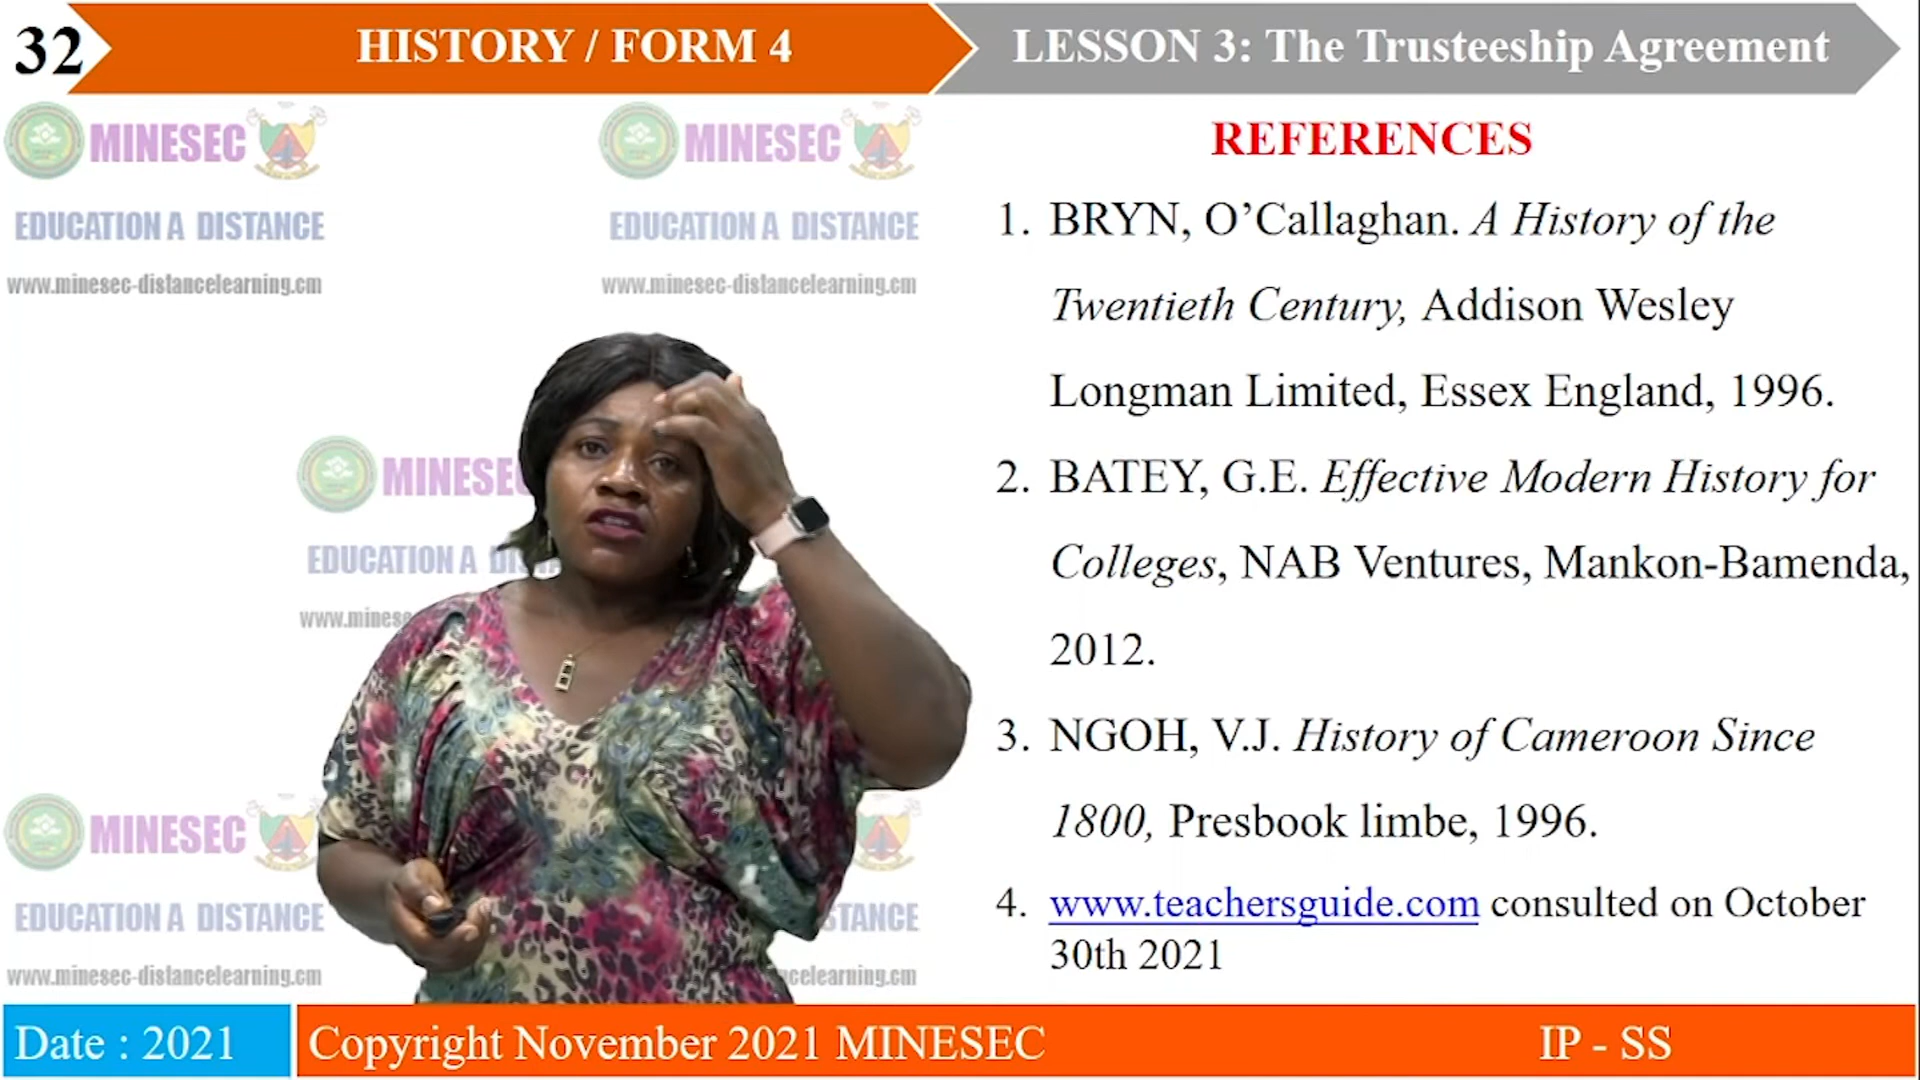 32
HISTORY / FORM 4
LESSON 3: The Trusteeship Agreement
MINESEC
MINESEC
EDUCATION A DISTANCE
EDUCATION A DISTANCE
www.minesec-distancelearning.cm
www.minesec-distancelearning.cm
REFERENCES
1. BRYN, O’Callaghan. A History of the
Twentieth Century, Addison Wesley
Longman Limited, Essex England, 1996.
2. BATEY, G.E. Effective Modern History for
Colleges, NAB Ventures, Mankon-Bamenda,
2012.
3. NGOH, V.J. History of Cameroon Since
1800, Presbook limbe, 1996.
4. www.teachersguide.com consulted on October
30th 2021
MINESEC
EDUCATION A
MINESEC
EDUCATION A DISTANCE
www.minesec-distancelearning.cm
Date : 2021
Copyright November 2021 MINESEC
IP - SS